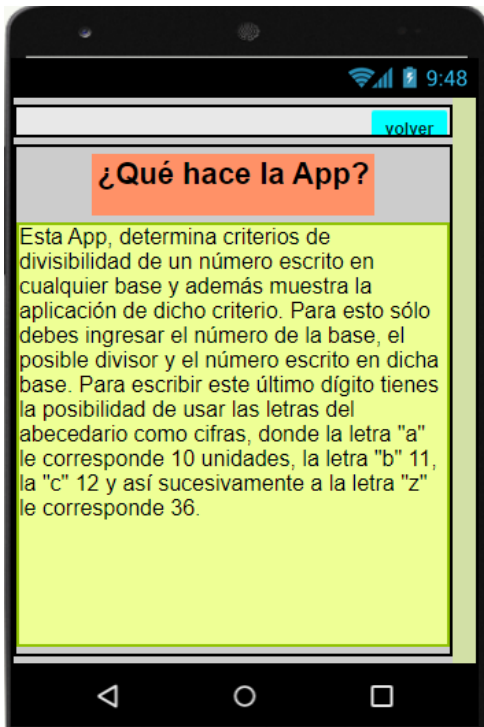 9:48
volver
¿Qué hace la App?
Esta App, determina criterios de
divisibilidad de un número escrito en
cualquier base y además muestra la
aplicación de dicho criterio. Para esto sólo
debes ingresar el número de la base, el
posible divisor y el número escrito en dicha
base. Para escribir este último dígito tienes
la posibilidad de usar las letras del
abecedario como cifras, donde la letra "a"
le corresponde 10 unidades, la letra "b" 11,
la "c" 12 y así sucesivamente a la letra "z"
le corresponde 36.